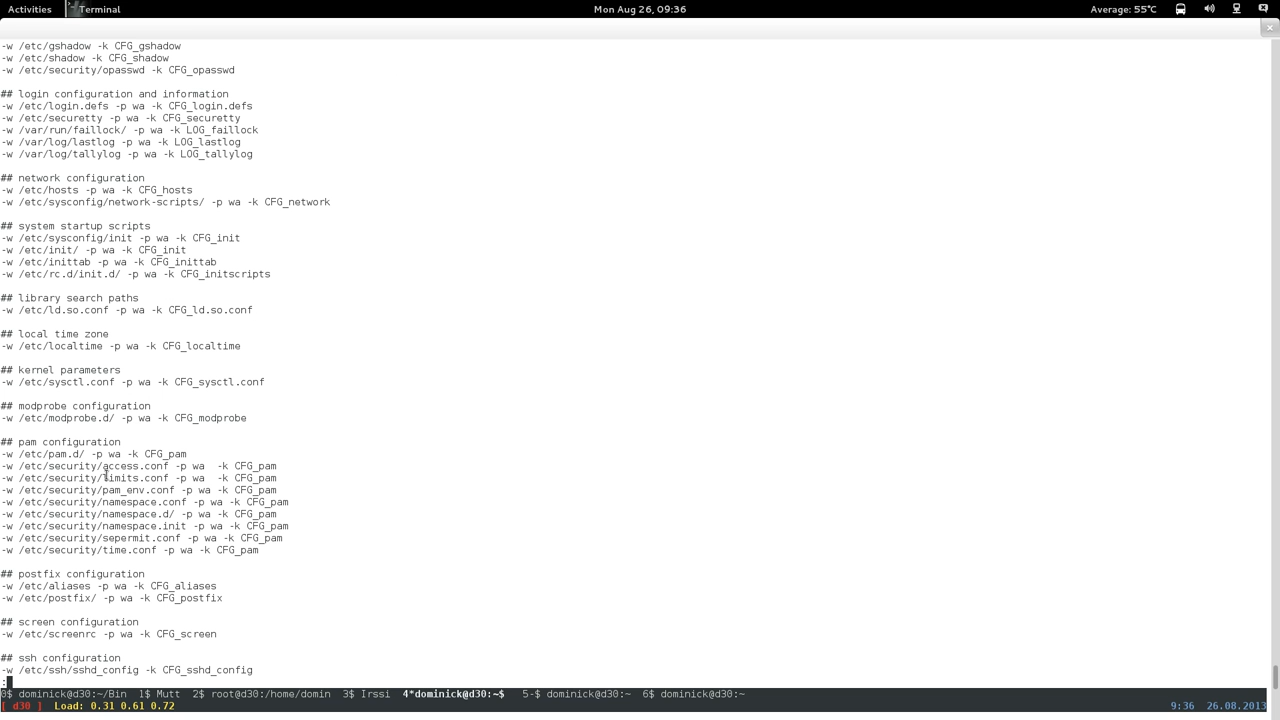 Activities Terminal Mon Aug 26, 09:36 Average: 55°C
-w /etc/gshadow -k CFG_gshadow
-w /etc/shadow -k CFG_shadow
-w /etc/security/opasswd -k CFG_opasswd
## login configuration and information
-w /etc/login.defs -p wa -k CFG_login.defs
-w /etc/securetty -p wa -k CFG_securetty
-w /var/run/faillock/ -p wa -k LOG_faillock
-w /var/log/lastlog -p wa -k LOG_lastlog
-w /var/log/tallylog -p wa -k LOG_tallylog
## network configuration
-w /etc/hosts -p wa -k CFG_hosts
-w /etc/sysconfig/network-scripts/ -p wa -k CFG_network
## system startup scripts
-w /etc/sysconfig/init -p wa -k CFG_init
-w /etc/init/ -p wa -k CFG_init
-w /etc/inittab -p wa -k CFG_inittab
-w /etc/rc.d/init.d/ -p wa -k CFG_initscripts
## library search paths
-w /etc/ld.so.conf -p wa -k CFG_ld.so.conf
## local time zone
-w /etc/localtime -p wa -k CFG_localtime
## kernel parameters
-w /etc/sysctl.conf -p wa -k CFG_sysctl.conf
## modprobe configuration
-w /etc/modprobe.d/ -p wa -k CFG_modprobe
## pam configuration
-w /etc/pam.d/ -p wa -k CFG_pam
-w /etc/security/access.conf -p wa  -k CFG_pam
-w /etc/security/limits.conf -p wa  -k CFG_pam
-w /etc/security/pam_env.conf -p wa -k CFG_pam
-w /etc/security/namespace.conf -p wa -k CFG_pam
-w /etc/security/namespace.d/ -p wa -k CFG_pam
-w /etc/security/namespace.init -p wa -k CFG_pam
-w /etc/security/sepermit.conf -p wa -k CFG_pam
-w /etc/security/time.conf -p wa -k CFG_pam
## postfix configuration
-w /etc/aliases -p wa -k CFG_aliases
-w /etc/postfix/ -p wa -k CFG_postfix
## screen configuration
-w /etc/screenrc -p wa -k CFG_screen
## ssh configuration
-w /etc/ssh/sshd_config -k CFG_sshd_config
:
0$ dominick@d30:~/Bin  1$ Mutt  2$ root@d30:/home/domin  3$ Irssi  4*dominick@d30:~$   5-$ dominick@d30:~  6$ dominick@d30:~
[ d30 ]  Load: 0.31 0.61 0.72 9:36  26.08.2013